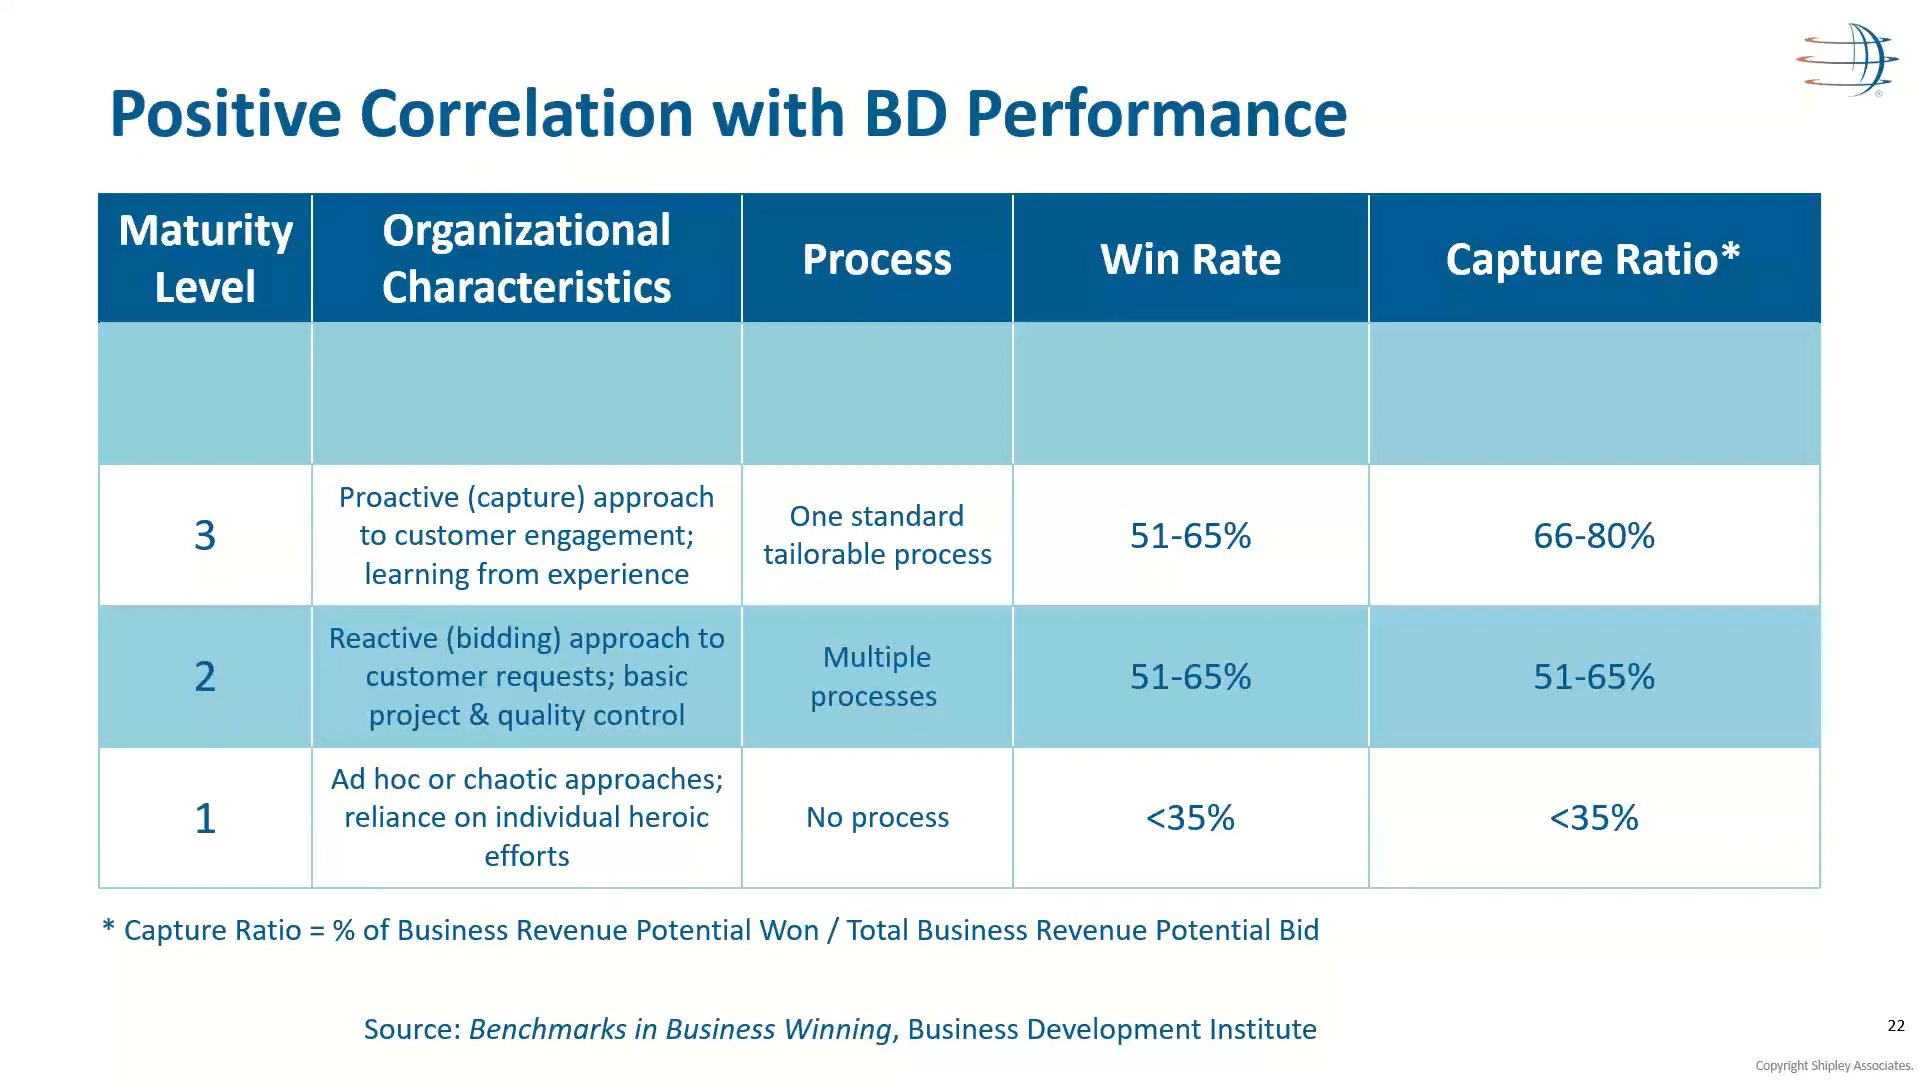 Positive Correlation with BD Performance
Maturity
Level
Organizational
Characteristics
Process
Win Rate
Capture Ratio*
3
Proactive (capture) approach
to customer engagement;
learning from experience
One standard
tailorable process
51-65%
66-80%
2
Reactive (bidding) approach to
customer requests; basic
project & quality control
Multiple
processes
51-65%
51-65%
1
Ad hoc or chaotic approaches;
reliance on individual heroic
efforts
No process
<35%
<35%
* Capture Ratio = % of Business Revenue Potential Won / Total Business Revenue Potential Bid
Source: Benchmarks in Business Winning, Business Development Institute
22
Copyright Shipley Associates.
®